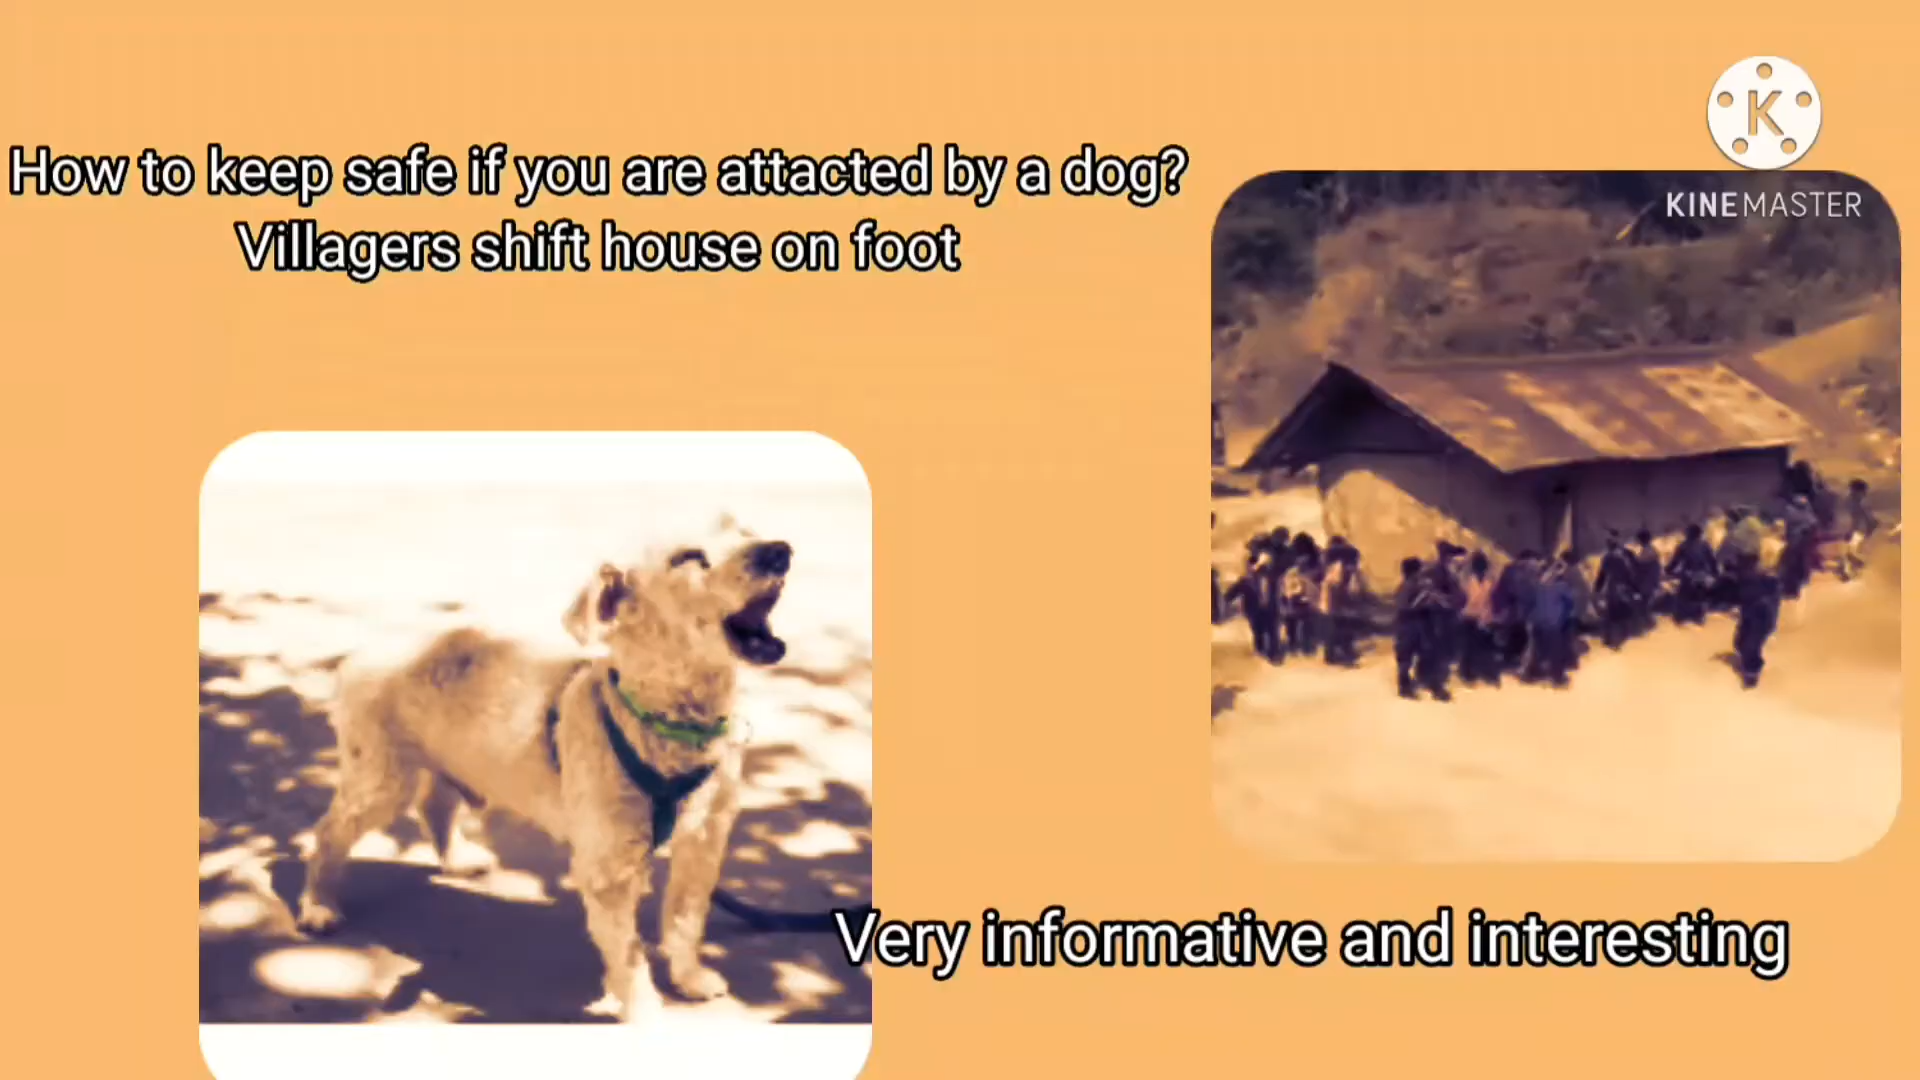 How to keep safe if you are attacted by a dog?
Villagers shift house on foot
K
KINEMASTER
Very informative and interesting